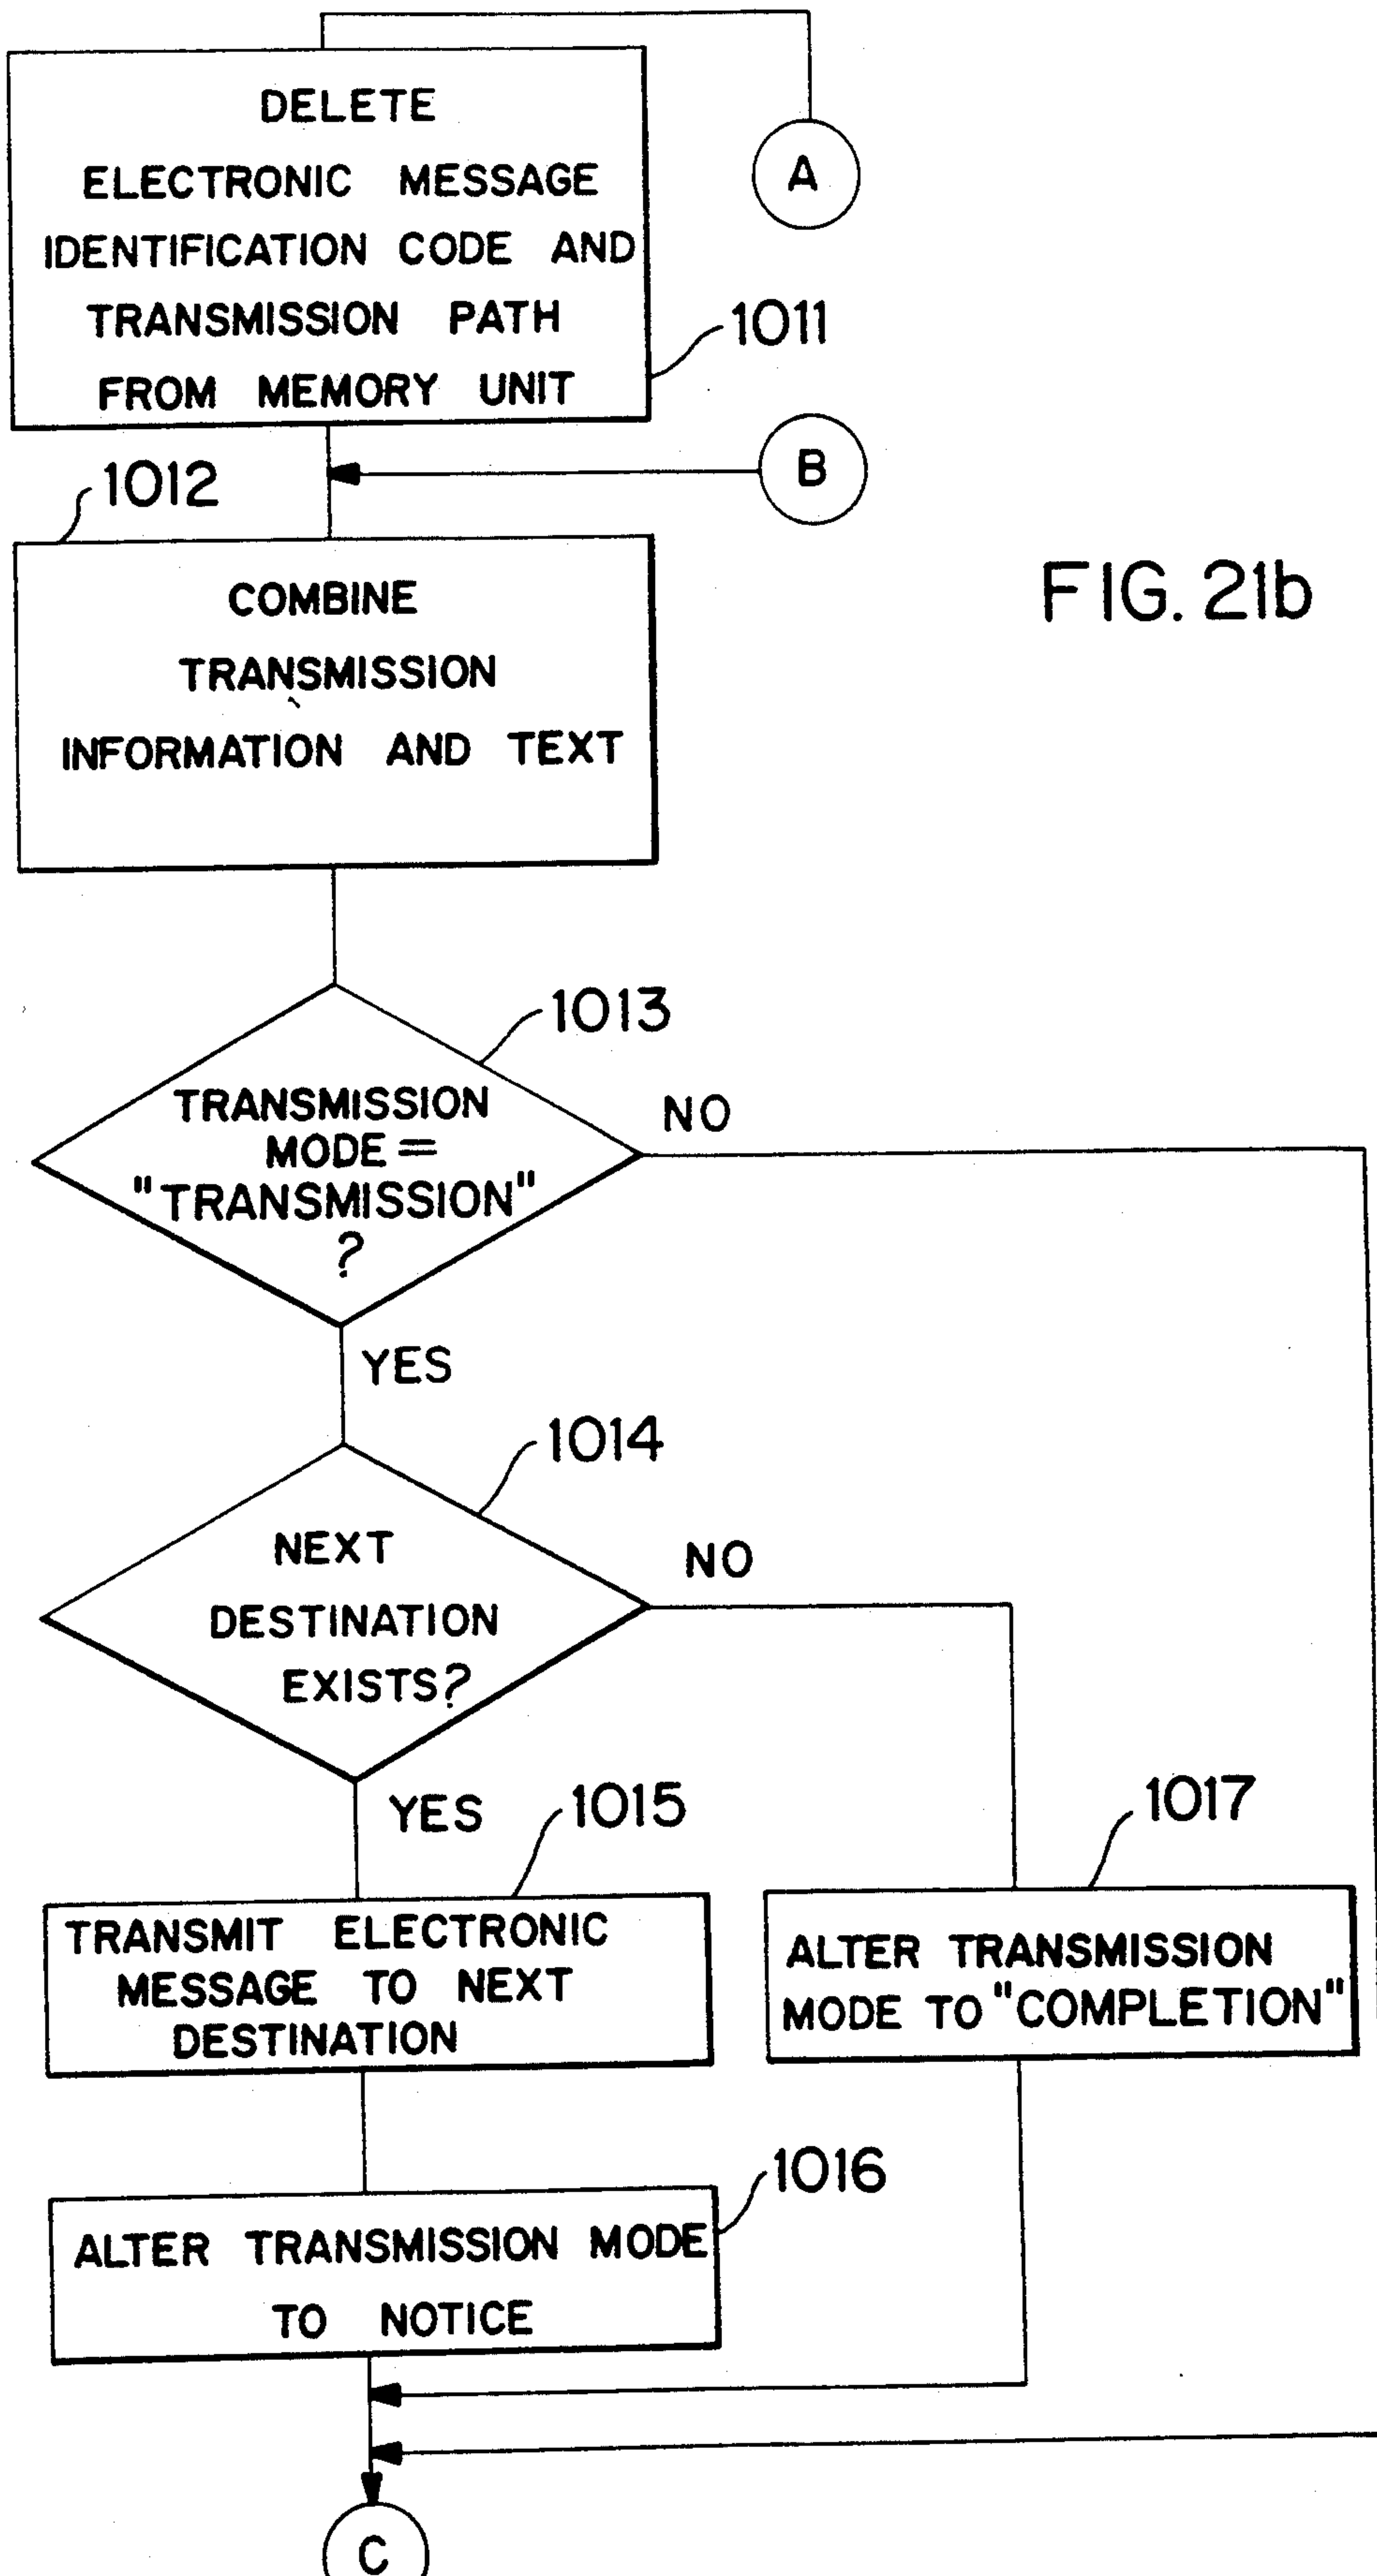 DELETE
ELECTRONIC MESSAGE
IDENTIFICATION CODE AND
TRANSMISSION PATH
FROM MEMORY UNIT
A
1011
B
1012
COMBINE
TRANSMISSION
INFORMATION AND TEXT
FIG. 21b
1013
TRANSMISSION
MODE =
"TRANSMISSION"
?
NO
YES
1014
NEXT
DESTINATION
EXISTS?
NO
YES
1015
TRANSMIT ELECTRONIC
MESSAGE TO NEXT
DESTINATION
1017
ALTER TRANSMISSION
MODE TO "COMPLETION"
1016
ALTER TRANSMISSION MODE
TO NOTICE
C